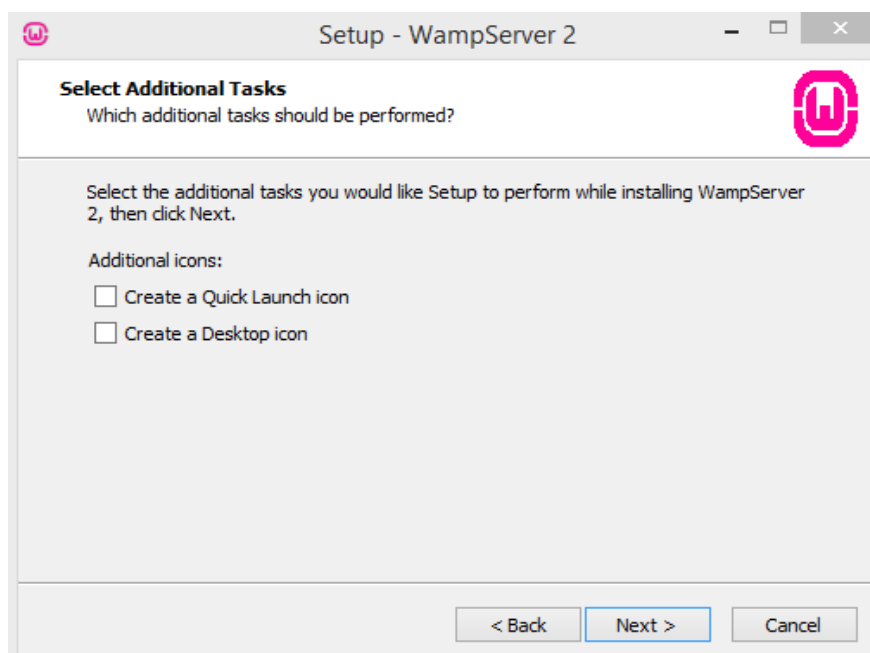 Setup - WampServer 2
Select Additional Tasks
Which additional tasks should be performed?
Select the additional tasks you would like Setup to perform while installing WampServer
2, then click Next.
Additional icons:
Create a Quick Launch icon
Create a Desktop icon
< Back Next > Cancel